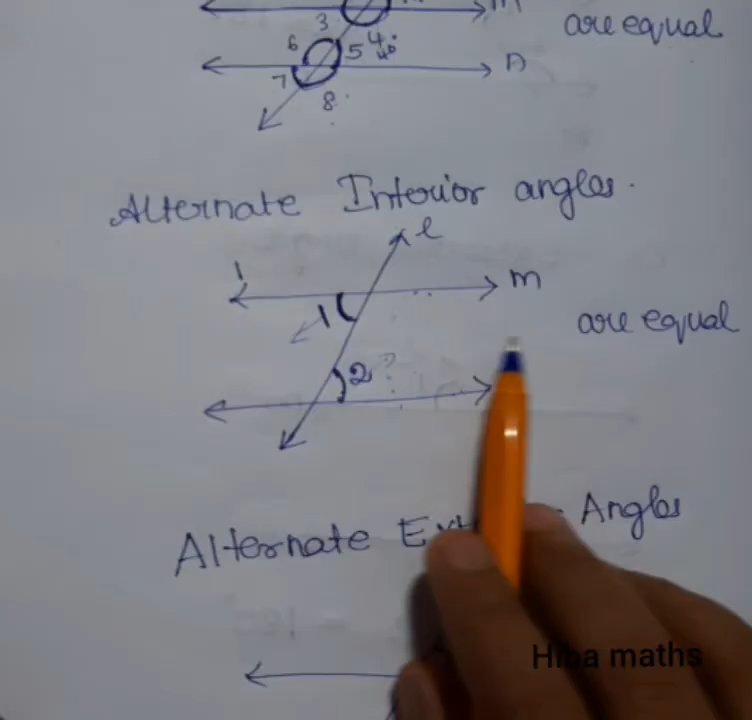 m
3
are equal
6 5 4
n
7
8
Alternate Interior angles.
l
1
m
1
are equal
2?
Alternate Angles
Hiba maths